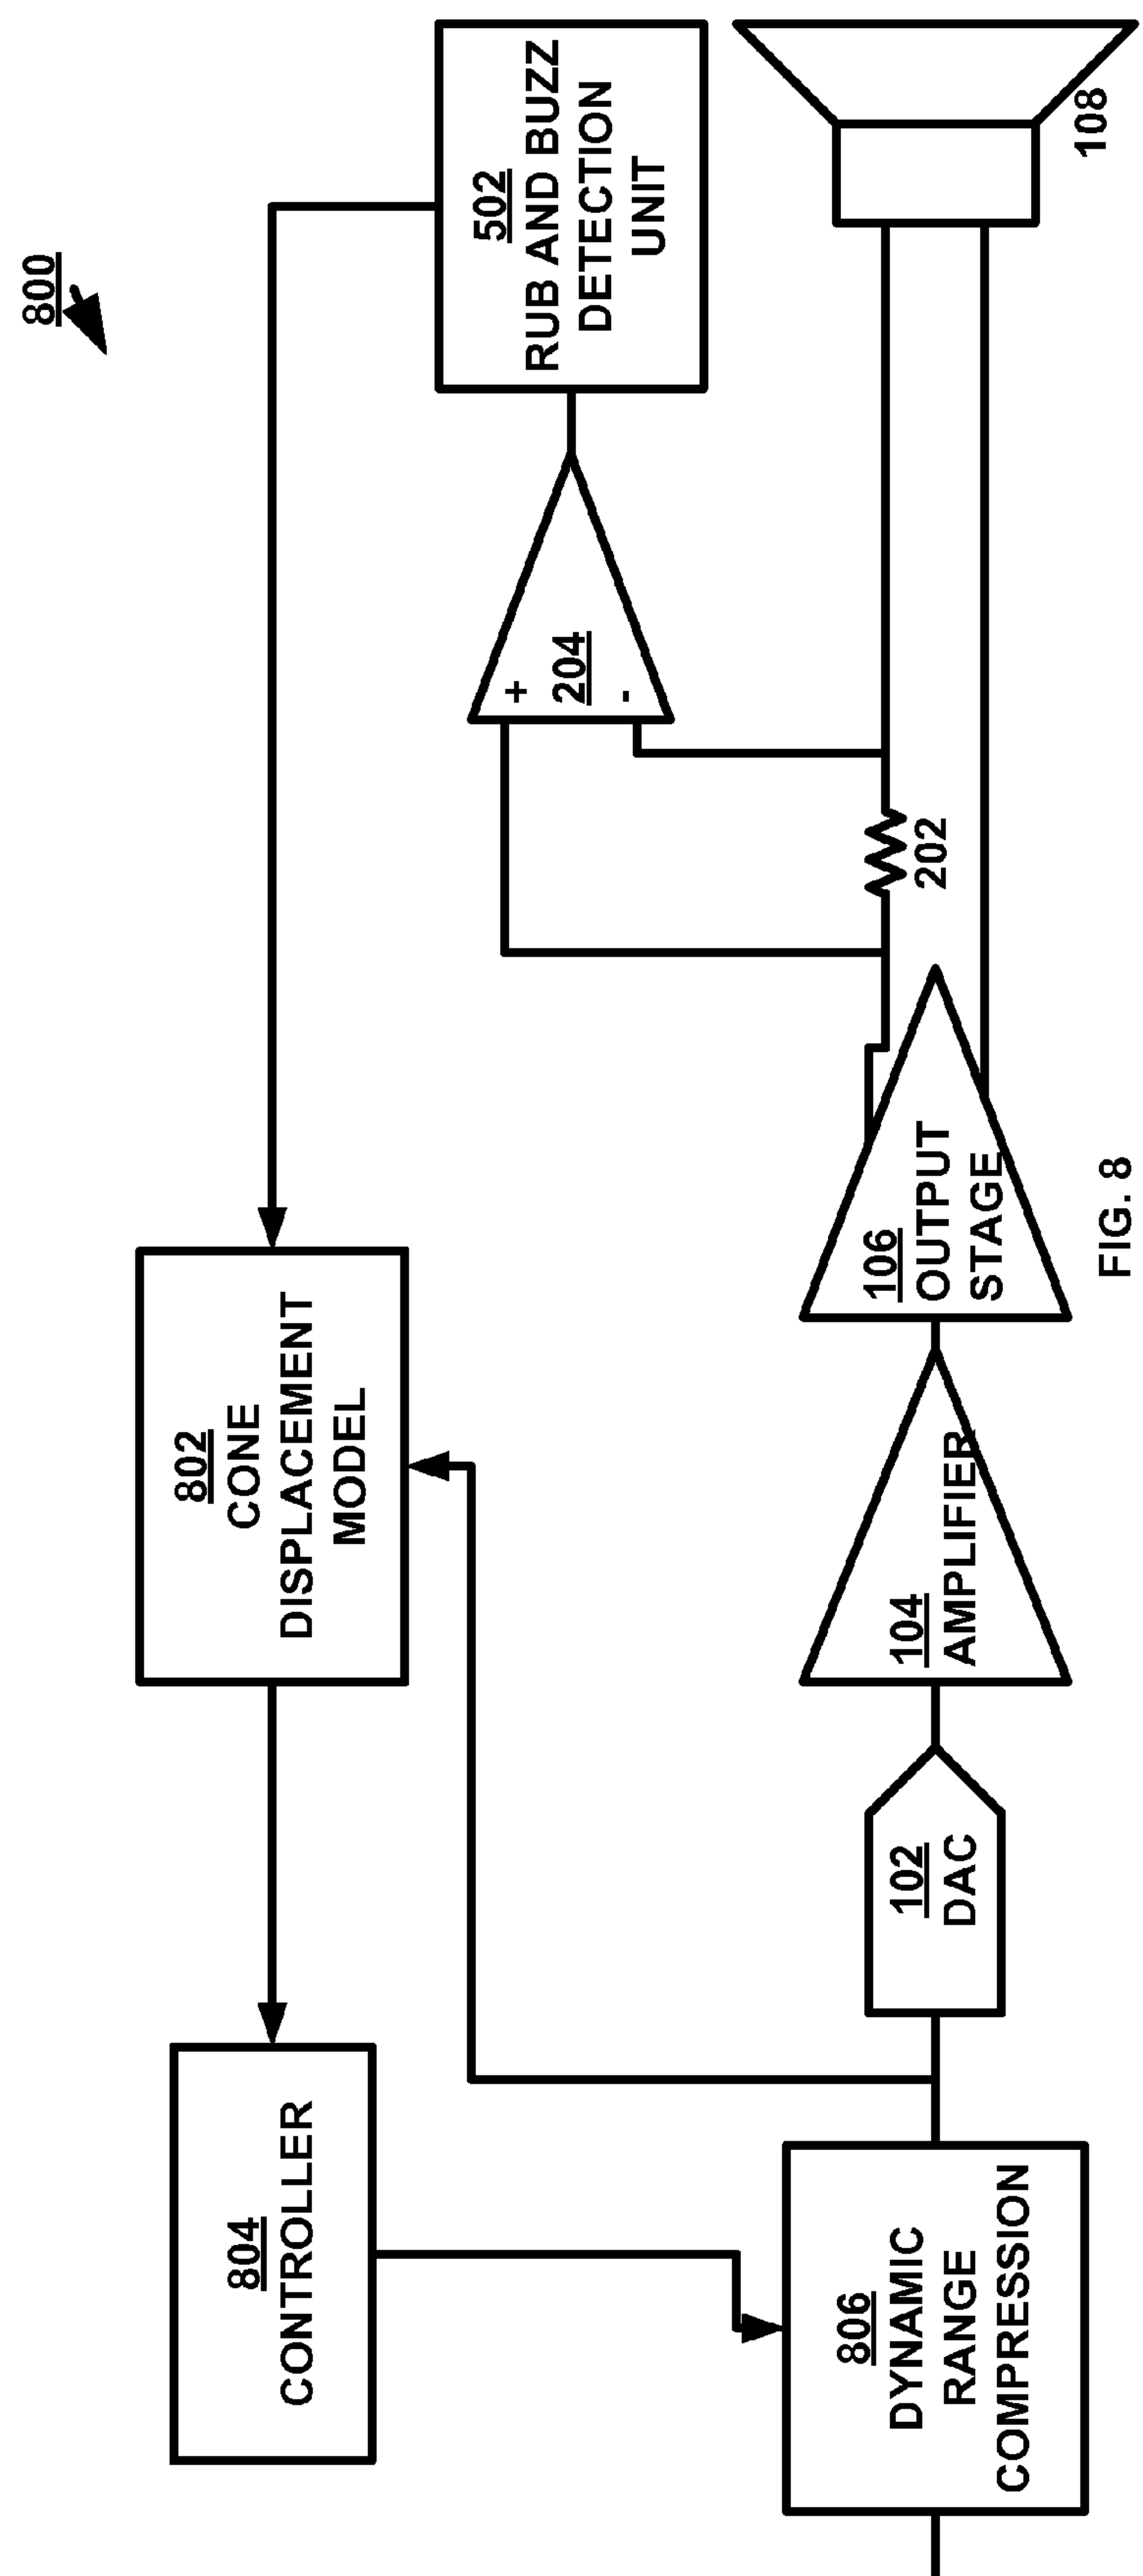 800
804
CONTROLLER
802
CONE
DISPLACEMENT
MODEL
502
RUB AND BUZZ
DETECTION
UNIT
+
204
-
806
DYNAMIC
RANGE
COMPRESSION
102
DAC
104
AMPLIFIER
106
OUTPUT
STAGE
202
108
FIG. 8